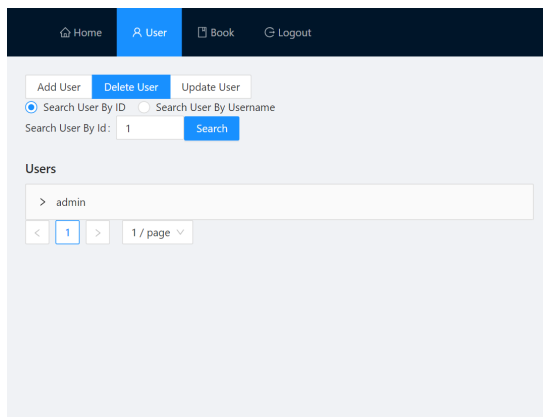 Home User Book Logout
Add User Delete User Update User
Search User By ID Search User By Username
Search User By Id: 1 Search
Users
> admin
< 1 > 1 / page